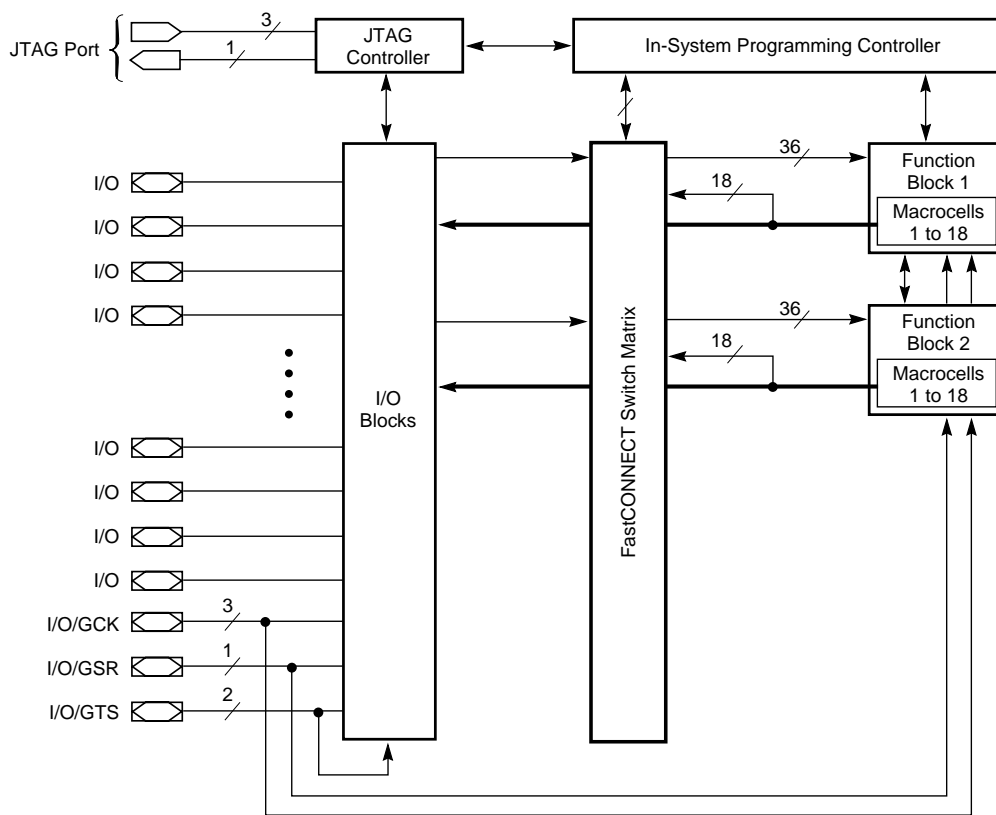 3
JTAG Port
1
JTAG
Controller
In-System Programming Controller
36
Function
Block 1
18
Macrocells
1 to 18
I/O
I/O
I/O
I/O
36
Function
Block 2
18
Macrocells
1 to 18
I/O
Blocks
FastCONNECT Switch Matrix
I/O
I/O
I/O
I/O
3
I/O/GCK
1
I/O/GSR
2
I/O/GTS